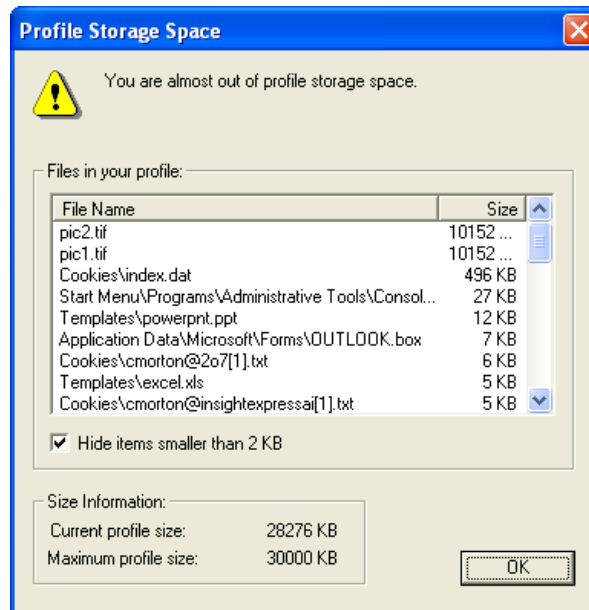 Profile Storage Space
You are almost out of profile storage space.
Files in your profile:
File Name Size
pic2.tif 10152 ...
pic1.tif 10152 ...
Cookies\index.dat 496 KB
Start Menu\Programs\Administrative Tools\Consol... 27 KB
Templates\powerpnt.ppt 12 KB
Application Data\Microsoft\Forms\OUTLOOK.box 7 KB
Cookies\cmorton@2o7[1].txt 6 KB
Templates\excel.xls 5 KB
Cookies\cmorton@insightexpressai[1].txt 5 KB
Hide items smaller than 2 KB
Size Information:
Current profile size: 28276 KB
Maximum profile size: 30000 KB
OK